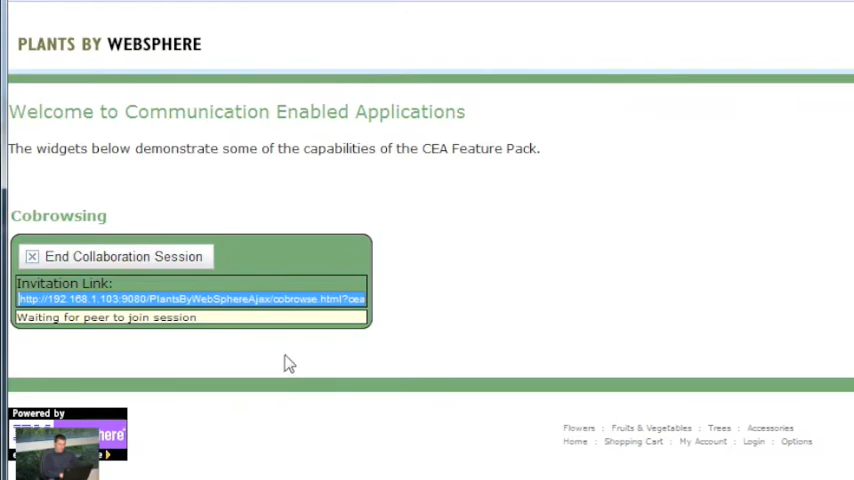 PLANTS BY WEBSPHERE
Welcome to Communication Enabled Applications
The widgets below demonstrate some of the capabilities of the CEA Feature Pack.
Cobrowsing
End Collaboration Session
Invitation Link:
http://192.168.1.103:9080/PlantsByWebSphereAjax/cobrowse.html?cea
Waiting for peer to join session
Powered by
Flowers : Fruits & Vegetables : Trees : Accessories
Home : Shopping Cart : My Account : Login : Options